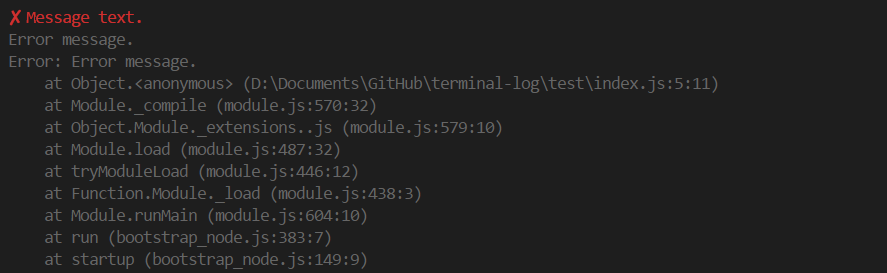 ✗ Message text.
Error message.
Error: Error message.
    at Object.<anonymous> (D:\Documents\GitHub\terminal-log\test\index.js:5:11)
    at Module._compile (module.js:570:32)
    at Object.Module._extensions..js (module.js:579:10)
    at Module.load (module.js:487:32)
    at tryModuleLoad (module.js:446:12)
    at Function.Module._load (module.js:438:3)
    at Module.runMain (module.js:604:10)
    at run (bootstrap_node.js:383:7)
    at startup (bootstrap_node.js:149:9)